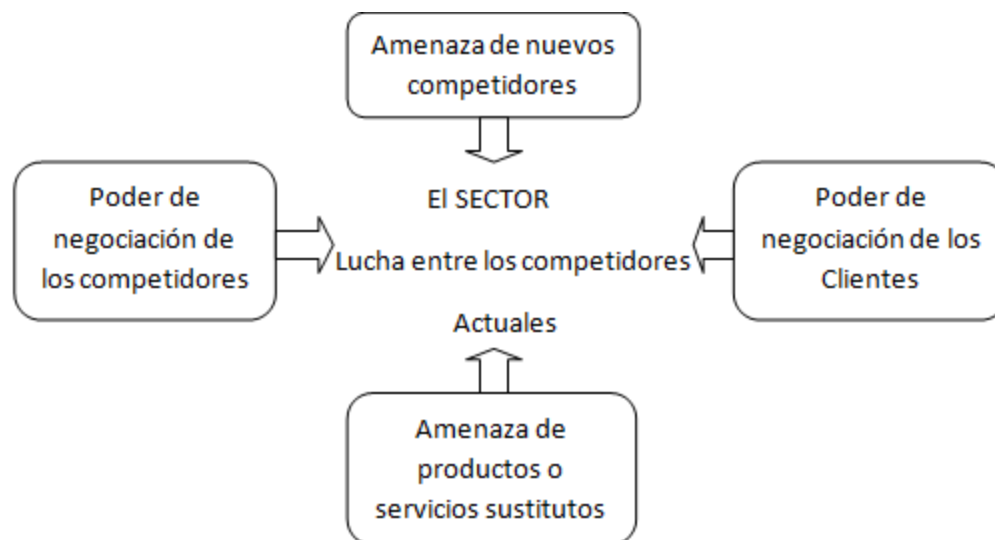 Amenaza de nuevos
competidores
Poder de
negociación de
los competidores
El SECTOR
Lucha entre los competidores
Actuales
Poder de
negociación de los
Clientes
Amenaza de
productos o
servicios sustitutos